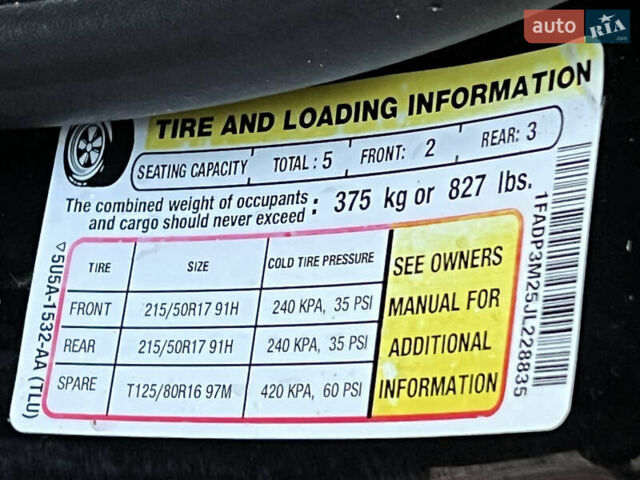 auto RIA.com
TIRE AND LOADING INFORMATION
SEATING CAPACITY TOTAL : 5 FRONT: 2 REAR: 3
The combined weight of occupants and cargo should never exceed : 375 kg or 827 lbs.
TIRE SIZE COLD TIRE PRESSURE
FRONT 215/50R17 91H 240 KPA, 35 PSI
REAR 215/50R17 91H 240 KPA, 35 PSI
SPARE T125/80R16 97M 420 KPA, 60 PSI
SEE OWNERS
MANUAL FOR
ADDITIONAL
INFORMATION
▽5U5A-1532-AA (TLU)
1FADP3M25JL228835